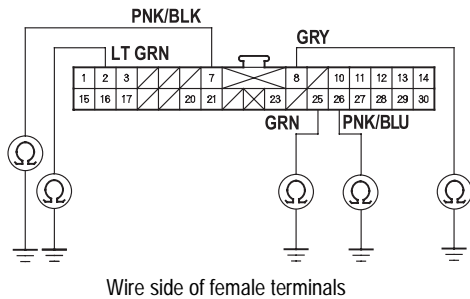 PNK/BLK
LT GRN
GRY
1 2 3 7 8 10 11 12 13 14
15 16 17 20 21 23 25 26 27 28 29 30
GRN
PNK/BLU
Ω Ω Ω Ω Ω
Wire side of female terminals